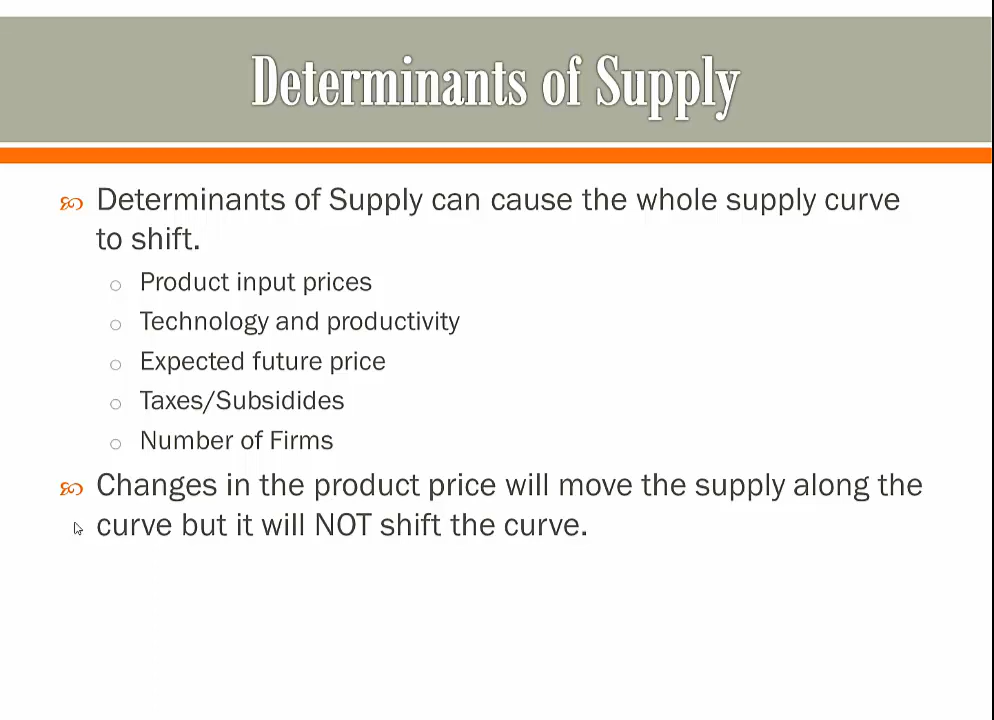 Determinants of Supply
Determinants of Supply can cause the whole supply curve
to shift.
Product input prices
Technology and productivity
Expected future price
Taxes/Subsidides
Number of Firms
Changes in the product price will move the supply along the
curve but it will NOT shift the curve.